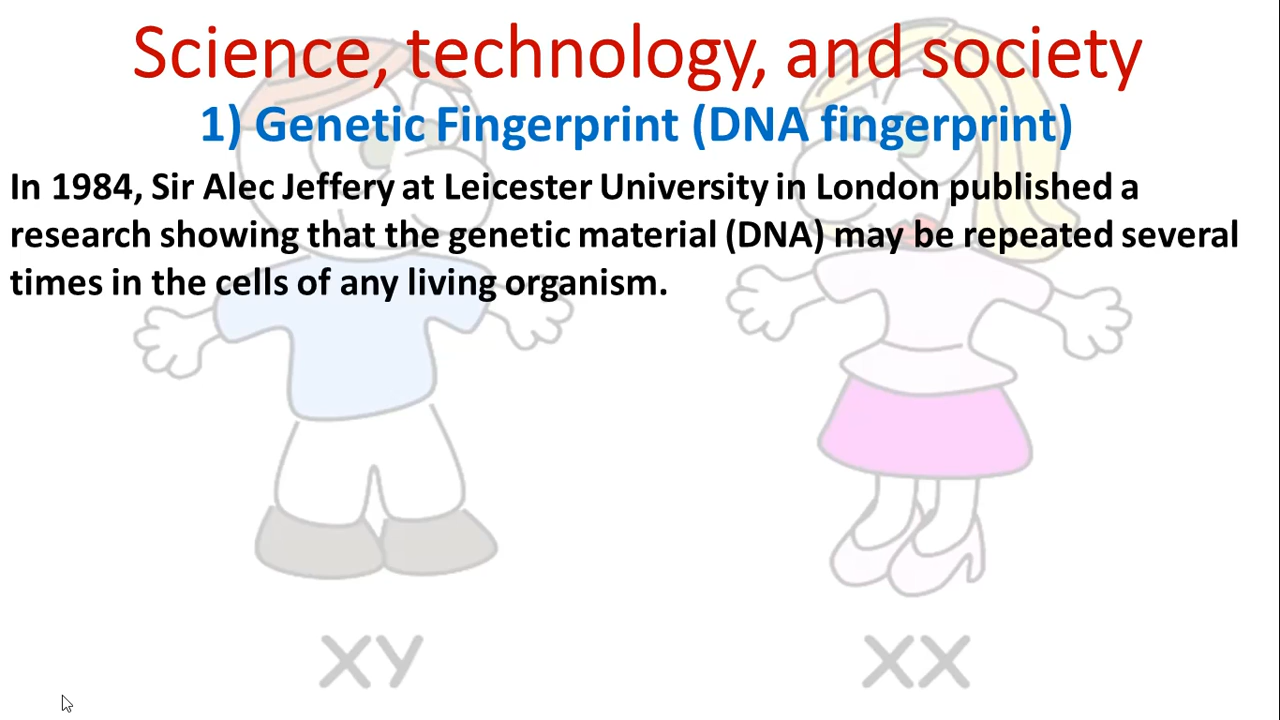 Science, technology, and society
1) Genetic Fingerprint (DNA fingerprint)
In 1984, Sir Alec Jeffery at Leicester University in London published a
research showing that the genetic material (DNA) may be repeated several
times in the cells of any living organism.
XY XX